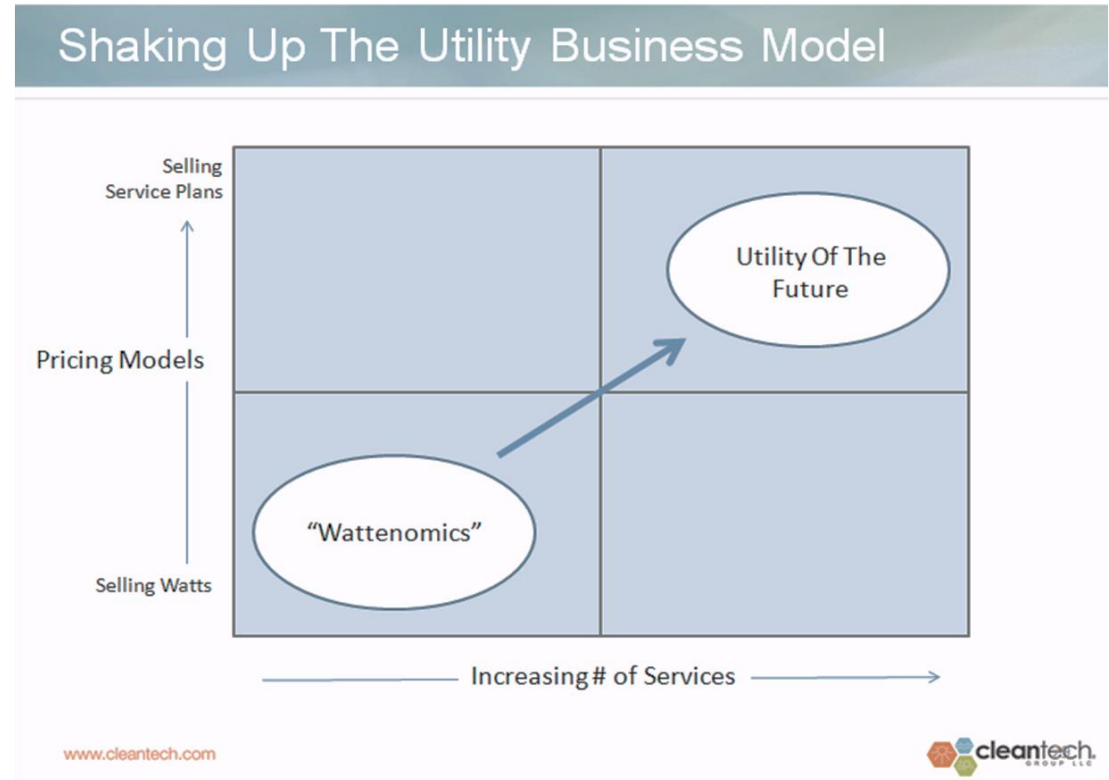 Shaking Up The Utility Business Model
Selling
Service Plans
Utility Of The
Future
Pricing Models
“Wattenomics”
Selling Watts
Increasing # of Services
www.cleantech.com
cleantech.
GROUP LLC